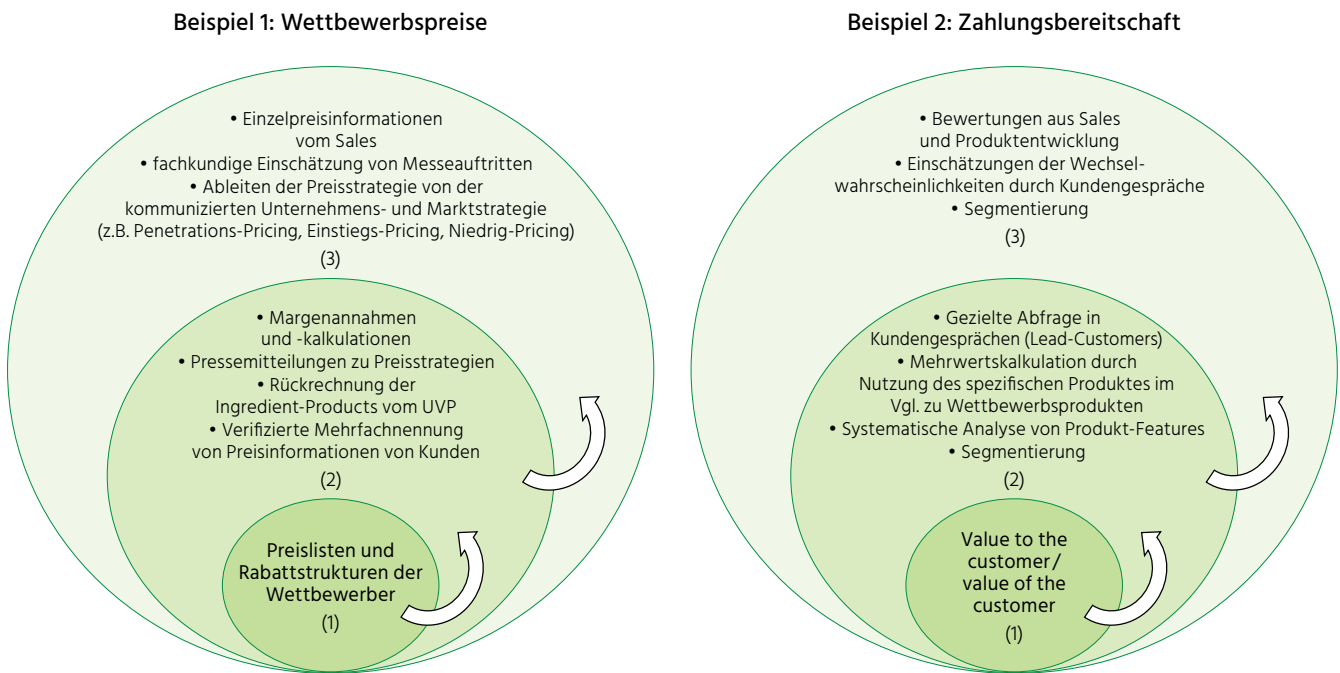 Beispiel 1: Wettbewerbspreise
• Einzelpreisinformationen
vom Sales
• fachkundige Einschätzung von Messeauftritten
• Ableiten der Preisstrategie von der
kommunizierten Unternehmens- und Marktstrategie
(z.B. Penetrations-Pricing, Einstiegs-Pricing, Niedrig-Pricing)
(3)
• Margenannahmen
und -kalkulationen
• Pressemitteilungen zu Preisstrategien
• Rückrechnung der
Ingredient-Products vom UVP
• Verifizierte Mehrfachnennung
von Preisinformationen von Kunden
(2)
Preislisten und
Rabattstrukturen der
Wettbewerber
(1)
Beispiel 2: Zahlungsbereitschaft
• Bewertungen aus Sales
und Produktentwicklung
• Einschätzungen der Wechsel-
wahrscheinlichkeiten durch Kundengespräche
• Segmentierung
(3)
• Gezielte Abfrage in
Kundengesprächen (Lead-Customers)
• Mehrwertskalkulation durch
Nutzung des spezifischen Produktes im
Vgl. zu Wettbewerbsprodukten
• Systematische Analyse von Produkt-Features
• Segmentierung
(2)
Value to the
customer/
value of the
customer
(1)